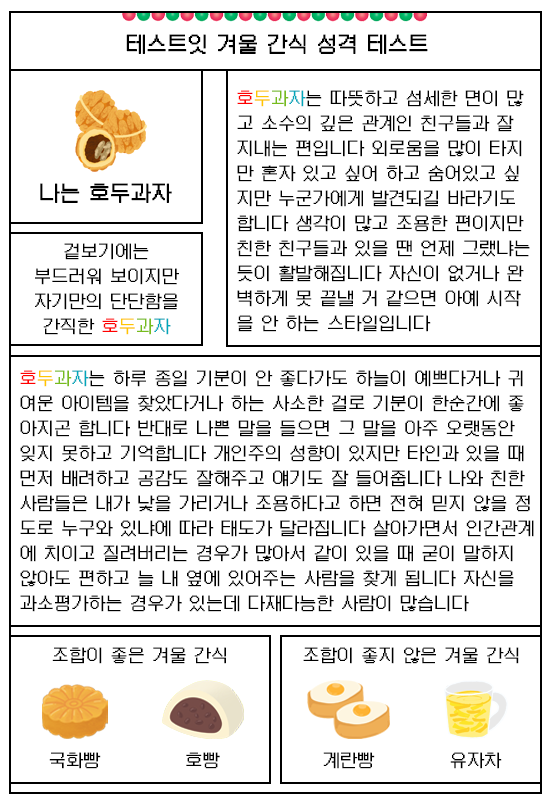 테스트잇 겨울 간식 성격 테스트
나는 호두과자
겉보기에는
부드러워 보이지만
자기만의 단단함을
간직한 호두과자
호두과자는 따뜻하고 섬세한 면이 많
고 소수의 깊은 관계인 친구들과 잘
지내는 편입니다 외로움을 많이 타지
만 혼자 있고 싶어 하고 숨어있고 싶
지만 누군가에게 발견되길 바라기도
합니다 생각이 많고 조용한 편이지만
친한 친구들과 있을 땐 언제 그랬냐는
듯이 활발해집니다 자신이 없거나 완
벽하게 못 끝낼 거 같으면 아예 시작
을 안 하는 스타일입니다
호두과자는 하루 종일 기분이 안 좋다가도 하늘이 예쁘다거나 귀
여운 아이템을 찾았다거나 하는 사소한 걸로 기분이 한순간에 좋
아지곤 합니다 반대로 나쁜 말을 들으면 그 말을 아주 오랫동안
잊지 못하고 기억합니다 개인주의 성향이 있지만 타인과 있을 때
먼저 배려하고 공감도 잘해주고 얘기도 잘 들어줍니다 나와 친한
사람들은 내가 낯을 가리거나 조용하다고 하면 전혀 믿지 않을 정
도로 누구와 있냐에 따라 태도가 달라집니다 살아가면서 인간관계
에 치이고 질려버리는 경우가 많아서 같이 있을 때 굳이 말하지
않아도 편하고 늘 내 옆에 있어주는 사람을 찾게 됩니다 자신을
과소평가하는 경우가 있는데 다재다능한 사람이 많습니다
조합이 좋은 겨울 간식
국화빵 호빵
조합이 좋지 않은 겨울 간식
계란빵 유자차